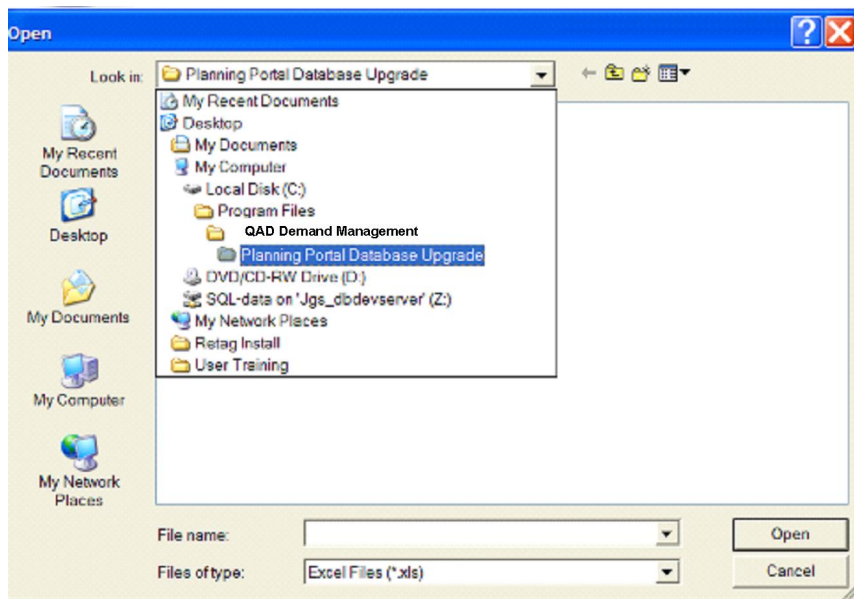 Open
Look in: Planning Portal Database Upgrade
My Recent Documents
Desktop
My Documents
My Computer
Local Disk (C:)
Program Files
QAD Demand Management
Planning Portal Database Upgrade
DVD/CD-RW Drive (D:)
SQL-data on 'Jgs_dbdevserver' (Z:)
My Network Places
Retag Install
User Training
My Recent
Documents
Desktop
My Documents
My Computer
My Network
Places
File name:
Open
Files of type: Excel Files (*.xls)
Cancel